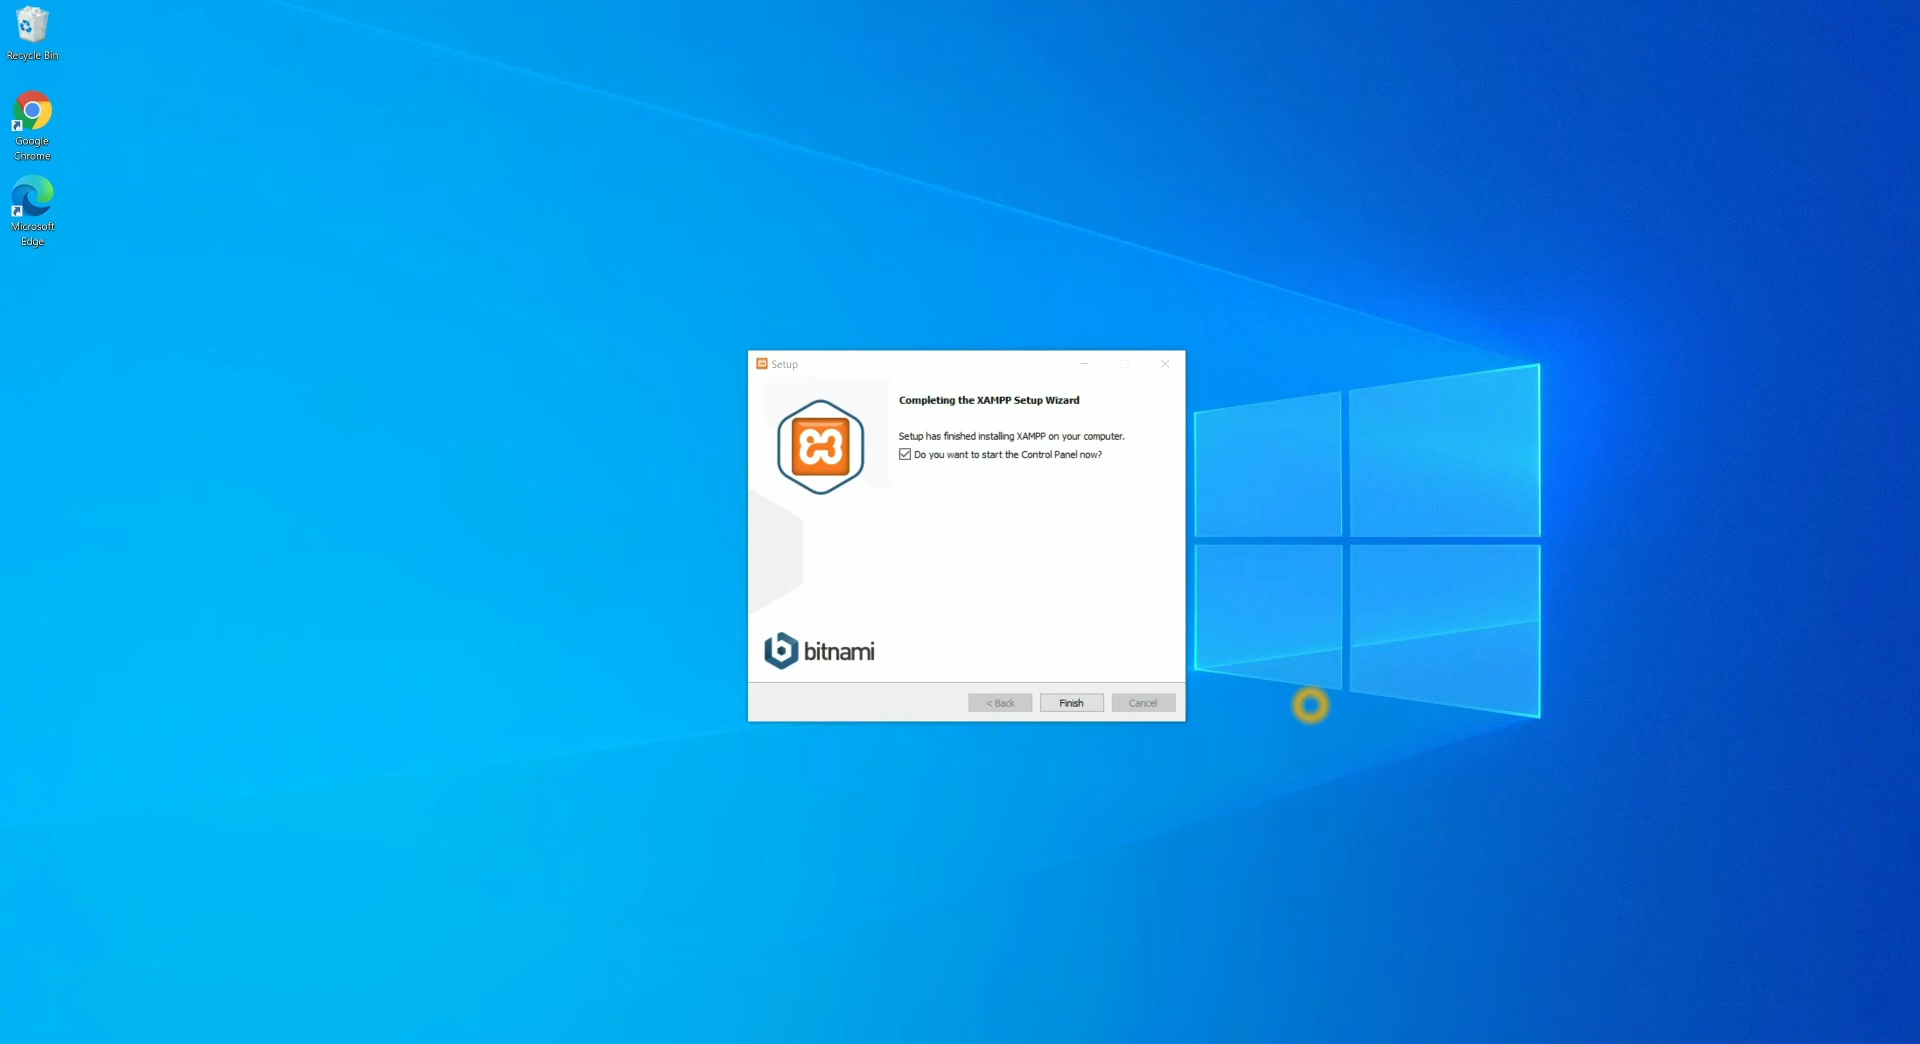 Recycle Bin
Google
Chrome
Microsoft
Edge
Setup
Completing the XAMPP Setup Wizard
Setup has finished installing XAMPP on your computer.
Do you want to start the Control Panel now?
bitnami
< Back
Finish
Cancel